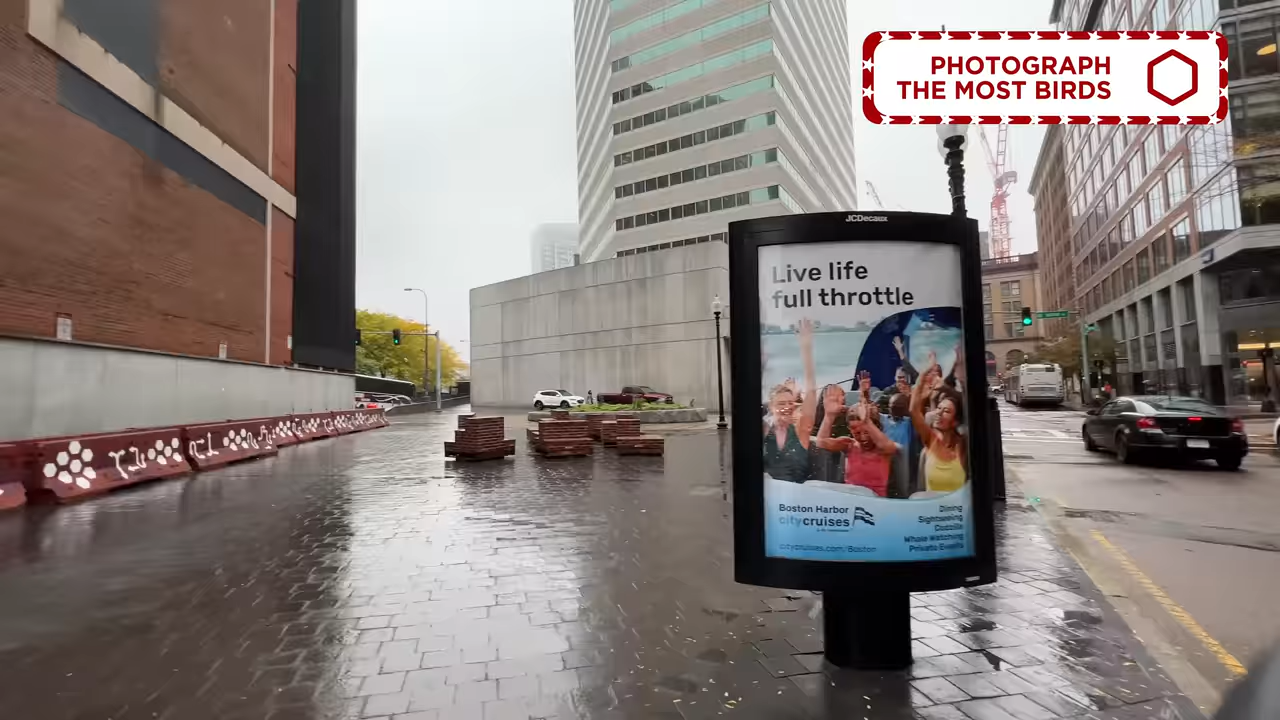 PHOTOGRAPH
THE MOST BIRDS
JCDecaux
Live life
full throttle
Boston Harbor
citycruises
citycruises.com/Boston
Dining
Sightseeing
Codzilla
Whale Watching
Private Events